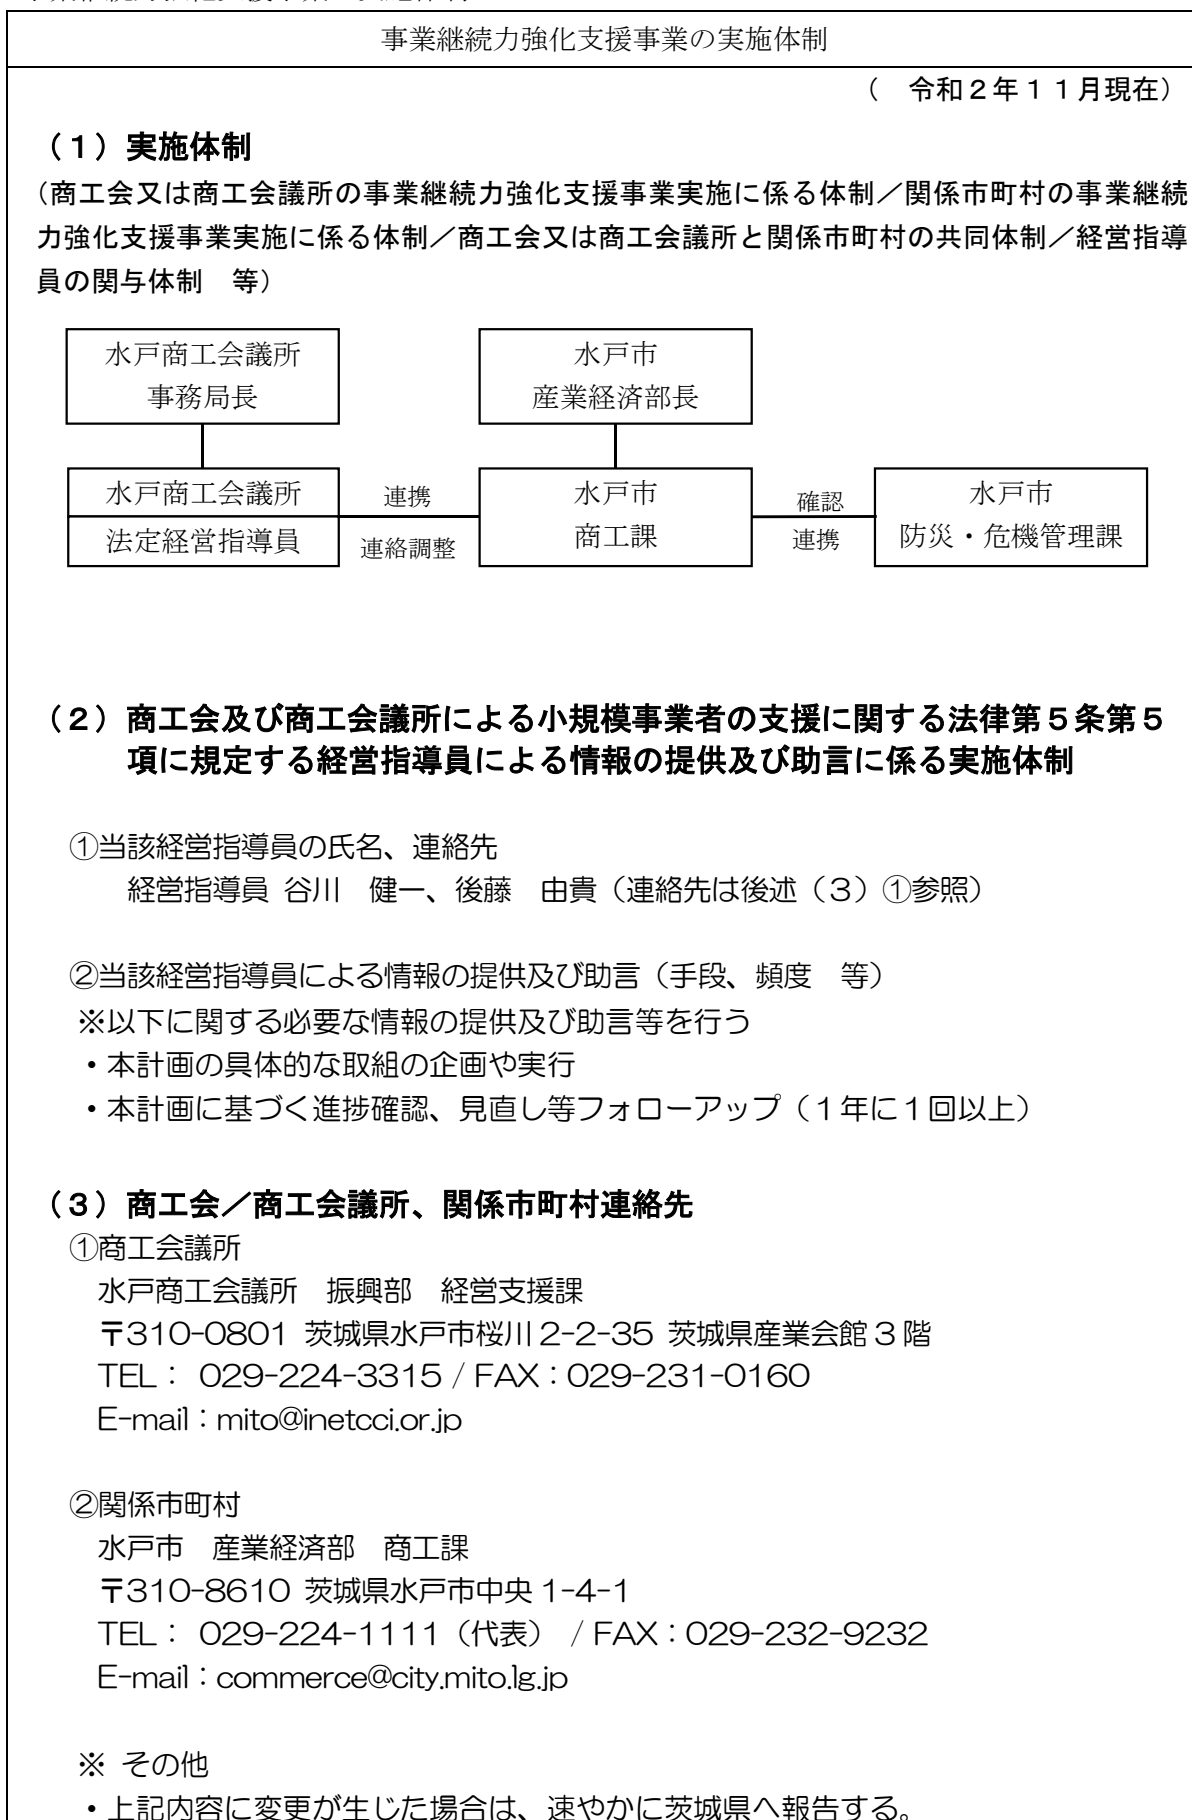 事業継続力強化支援事業の実施体制
（　令和２年１１月現在）
（１）実施体制
（商工会又は商工会議所の事業継続力強化支援事業実施に係る体制／関係市町村の事業継続
力強化支援事業実施に係る体制／商工会又は商工会議所と関係市町村の共同体制／経営指導
員の関与体制　等）
水戸商工会議所
事務局長
水戸市
産業経済部長
水戸商工会議所
法定経営指導員
連携
連絡調整
水戸市
商工課
確認
連携
水戸市
防災・危機管理課
（２）商工会及び商工会議所による小規模事業者の支援に関する法律第５条第５
項に規定する経営指導員による情報の提供及び助言に係る実施体制
①当該経営指導員の氏名、連絡先
経営指導員 谷川　健一、後藤　由貴（連絡先は後述（３）①参照）
②当該経営指導員による情報の提供及び助言（手段、頻度　等）
※以下に関する必要な情報の提供及び助言等を行う
・本計画の具体的な取組の企画や実行
・本計画に基づく進捗確認、見直し等フォローアップ（１年に１回以上）
（３）商工会／商工会議所、関係市町村連絡先
①商工会議所
水戸商工会議所　振興部　経営支援課
〒310-0801 茨城県水戸市桜川 2-2-35 茨城県産業会館 3 階
TEL： 029-224-3315 / FAX：029-231-0160
E-mail：mito@inetcci.or.jp
②関係市町村
水戸市　産業経済部　商工課
〒310-8610 茨城県水戸市中央 1-4-1
TEL： 029-224-1111（代表） / FAX：029-232-9232
E-mail：commerce@city.mito.lg.jp
※ その他
・上記内容に変更が生じた場合は、速やかに茨城県へ報告する。